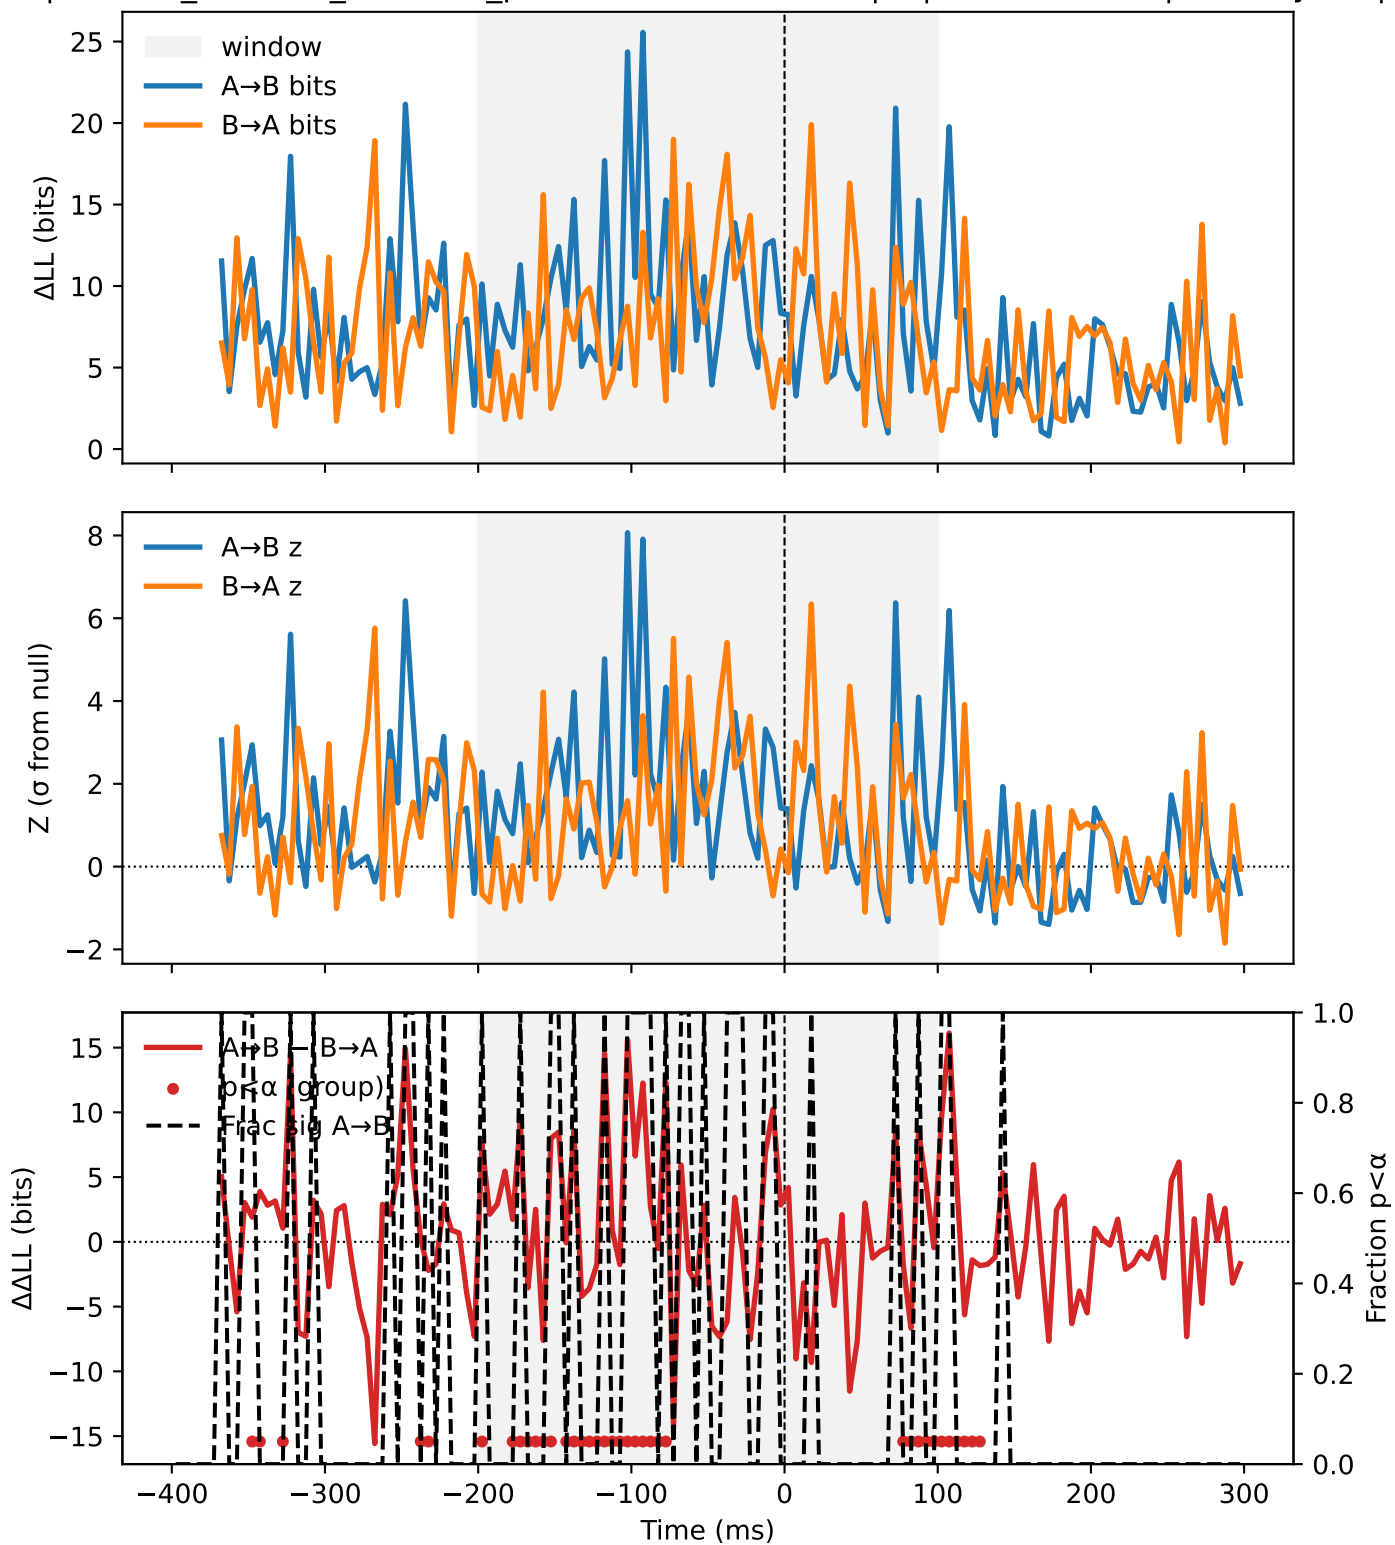 window
A→B bits
B→A bits
ΔLL (bits)
25
20
15
10
5
0
A→B z
B→A z
Z (σ from null)
8
6
4
2
0
−2
A→B − B→A
p<α (group)
Frac sig A→B
ΔΔLL (bits)
15
10
5
0
−5
−10
−15
1.0
0.8
0.6
0.4
0.2
0.0
Fraction p<α
−400 −300 −200 −100 0 100 200 300
Time (ms)